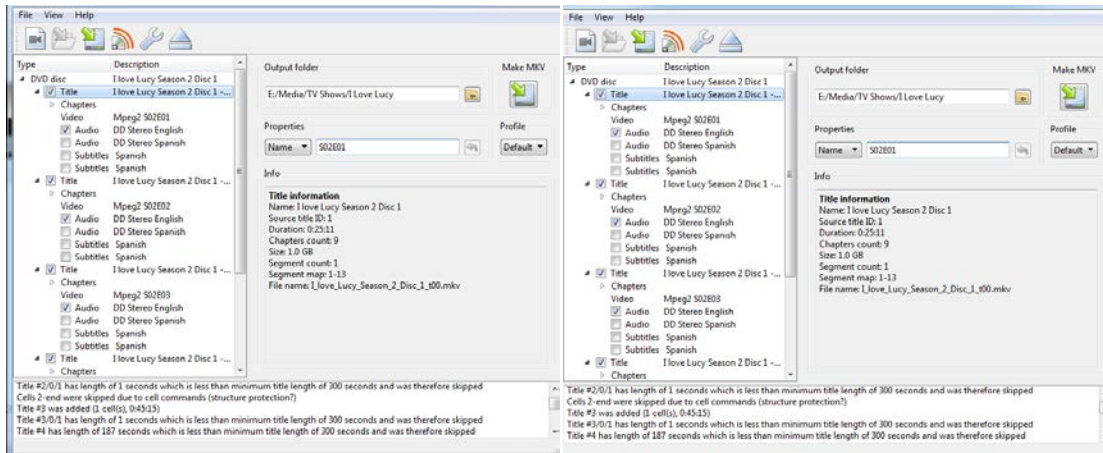 File View Help
Type Description
DVD disc I love Lucy Season 2 Disc 1
Title I love Lucy Season 2 Disc 1 -...
Chapters
Video Mpeg2 S02E01
Audio DD Stereo English
Audio DD Stereo Spanish
Subtitles Spanish
Subtitles Spanish
Title I love Lucy Season 2 Disc 1 -...
Chapters
Video Mpeg2 S02E02
Audio DD Stereo English
Audio DD Stereo Spanish
Subtitles Spanish
Subtitles Spanish
Title I love Lucy Season 2 Disc 1 -...
Chapters
Video Mpeg2 S02E03
Audio DD Stereo English
Audio DD Stereo Spanish
Subtitles Spanish
Subtitles Spanish
Title I love Lucy Season 2 Disc 1 -...
Chapters
Output folder Make MKV
E:/Media/TV Shows/I Love Lucy
Properties Profile
Name S02E01 Default
Info
Title information
Name: I love Lucy Season 2 Disc 1
Source title ID: 1
Duration: 0:25:11
Chapters count: 9
Size: 1.0 GB
Segment count: 1
Segment map: 1-13
File name: I_love_Lucy_Season_2_Disc_1_t00.mkv
Title #2/0/1 has length of 1 seconds which is less than minimum title length of 300 seconds and was therefore skipped
Cells 2-end were skipped due to cell commands (structure protection?)
Title #3 was added (1 cell(s), 0:45:15)
Title #3/0/1 has length of 1 seconds which is less than minimum title length of 300 seconds and was therefore skipped
Title #4 has length of 187 seconds which is less than minimum title length of 300 seconds and was therefore skipped
File View Help
Type Description
DVD disc I love Lucy Season 2 Disc 1
Title I love Lucy Season 2 Disc 1 -...
Chapters
Video Mpeg2 S02E01
Audio DD Stereo English
Audio DD Stereo Spanish
Subtitles Spanish
Subtitles Spanish
Title I love Lucy Season 2 Disc 1 -...
Chapters
Video Mpeg2 S02E02
Audio DD Stereo English
Audio DD Stereo Spanish
Subtitles Spanish
Subtitles Spanish
Title I love Lucy Season 2 Disc 1 -...
Chapters
Video Mpeg2 S02E03
Audio DD Stereo English
Audio DD Stereo Spanish
Subtitles Spanish
Subtitles Spanish
Title I love Lucy Season 2 Disc 1 -...
Chapters
Output folder Make MKV
E:/Media/TV Shows/I Love Lucy
Properties Profile
Name S02E01 Default
Info
Title information
Name: I love Lucy Season 2 Disc 1
Source title ID: 1
Duration: 0:25:11
Chapters count: 9
Size: 1.0 GB
Segment count: 1
Segment map: 1-13
File name: I_love_Lucy_Season_2_Disc_1_t00.mkv
Title #2/0/1 has length of 1 seconds which is less than minimum title length of 300 seconds and was therefore skipped
Cells 2-end were skipped due to cell commands (structure protection?)
Title #3 was added (1 cell(s), 0:45:15)
Title #3/0/1 has length of 1 seconds which is less than minimum title length of 300 seconds and was therefore skipped
Title #4 has length of 187 seconds which is less than minimum title length of 300 seconds and was therefore skipped